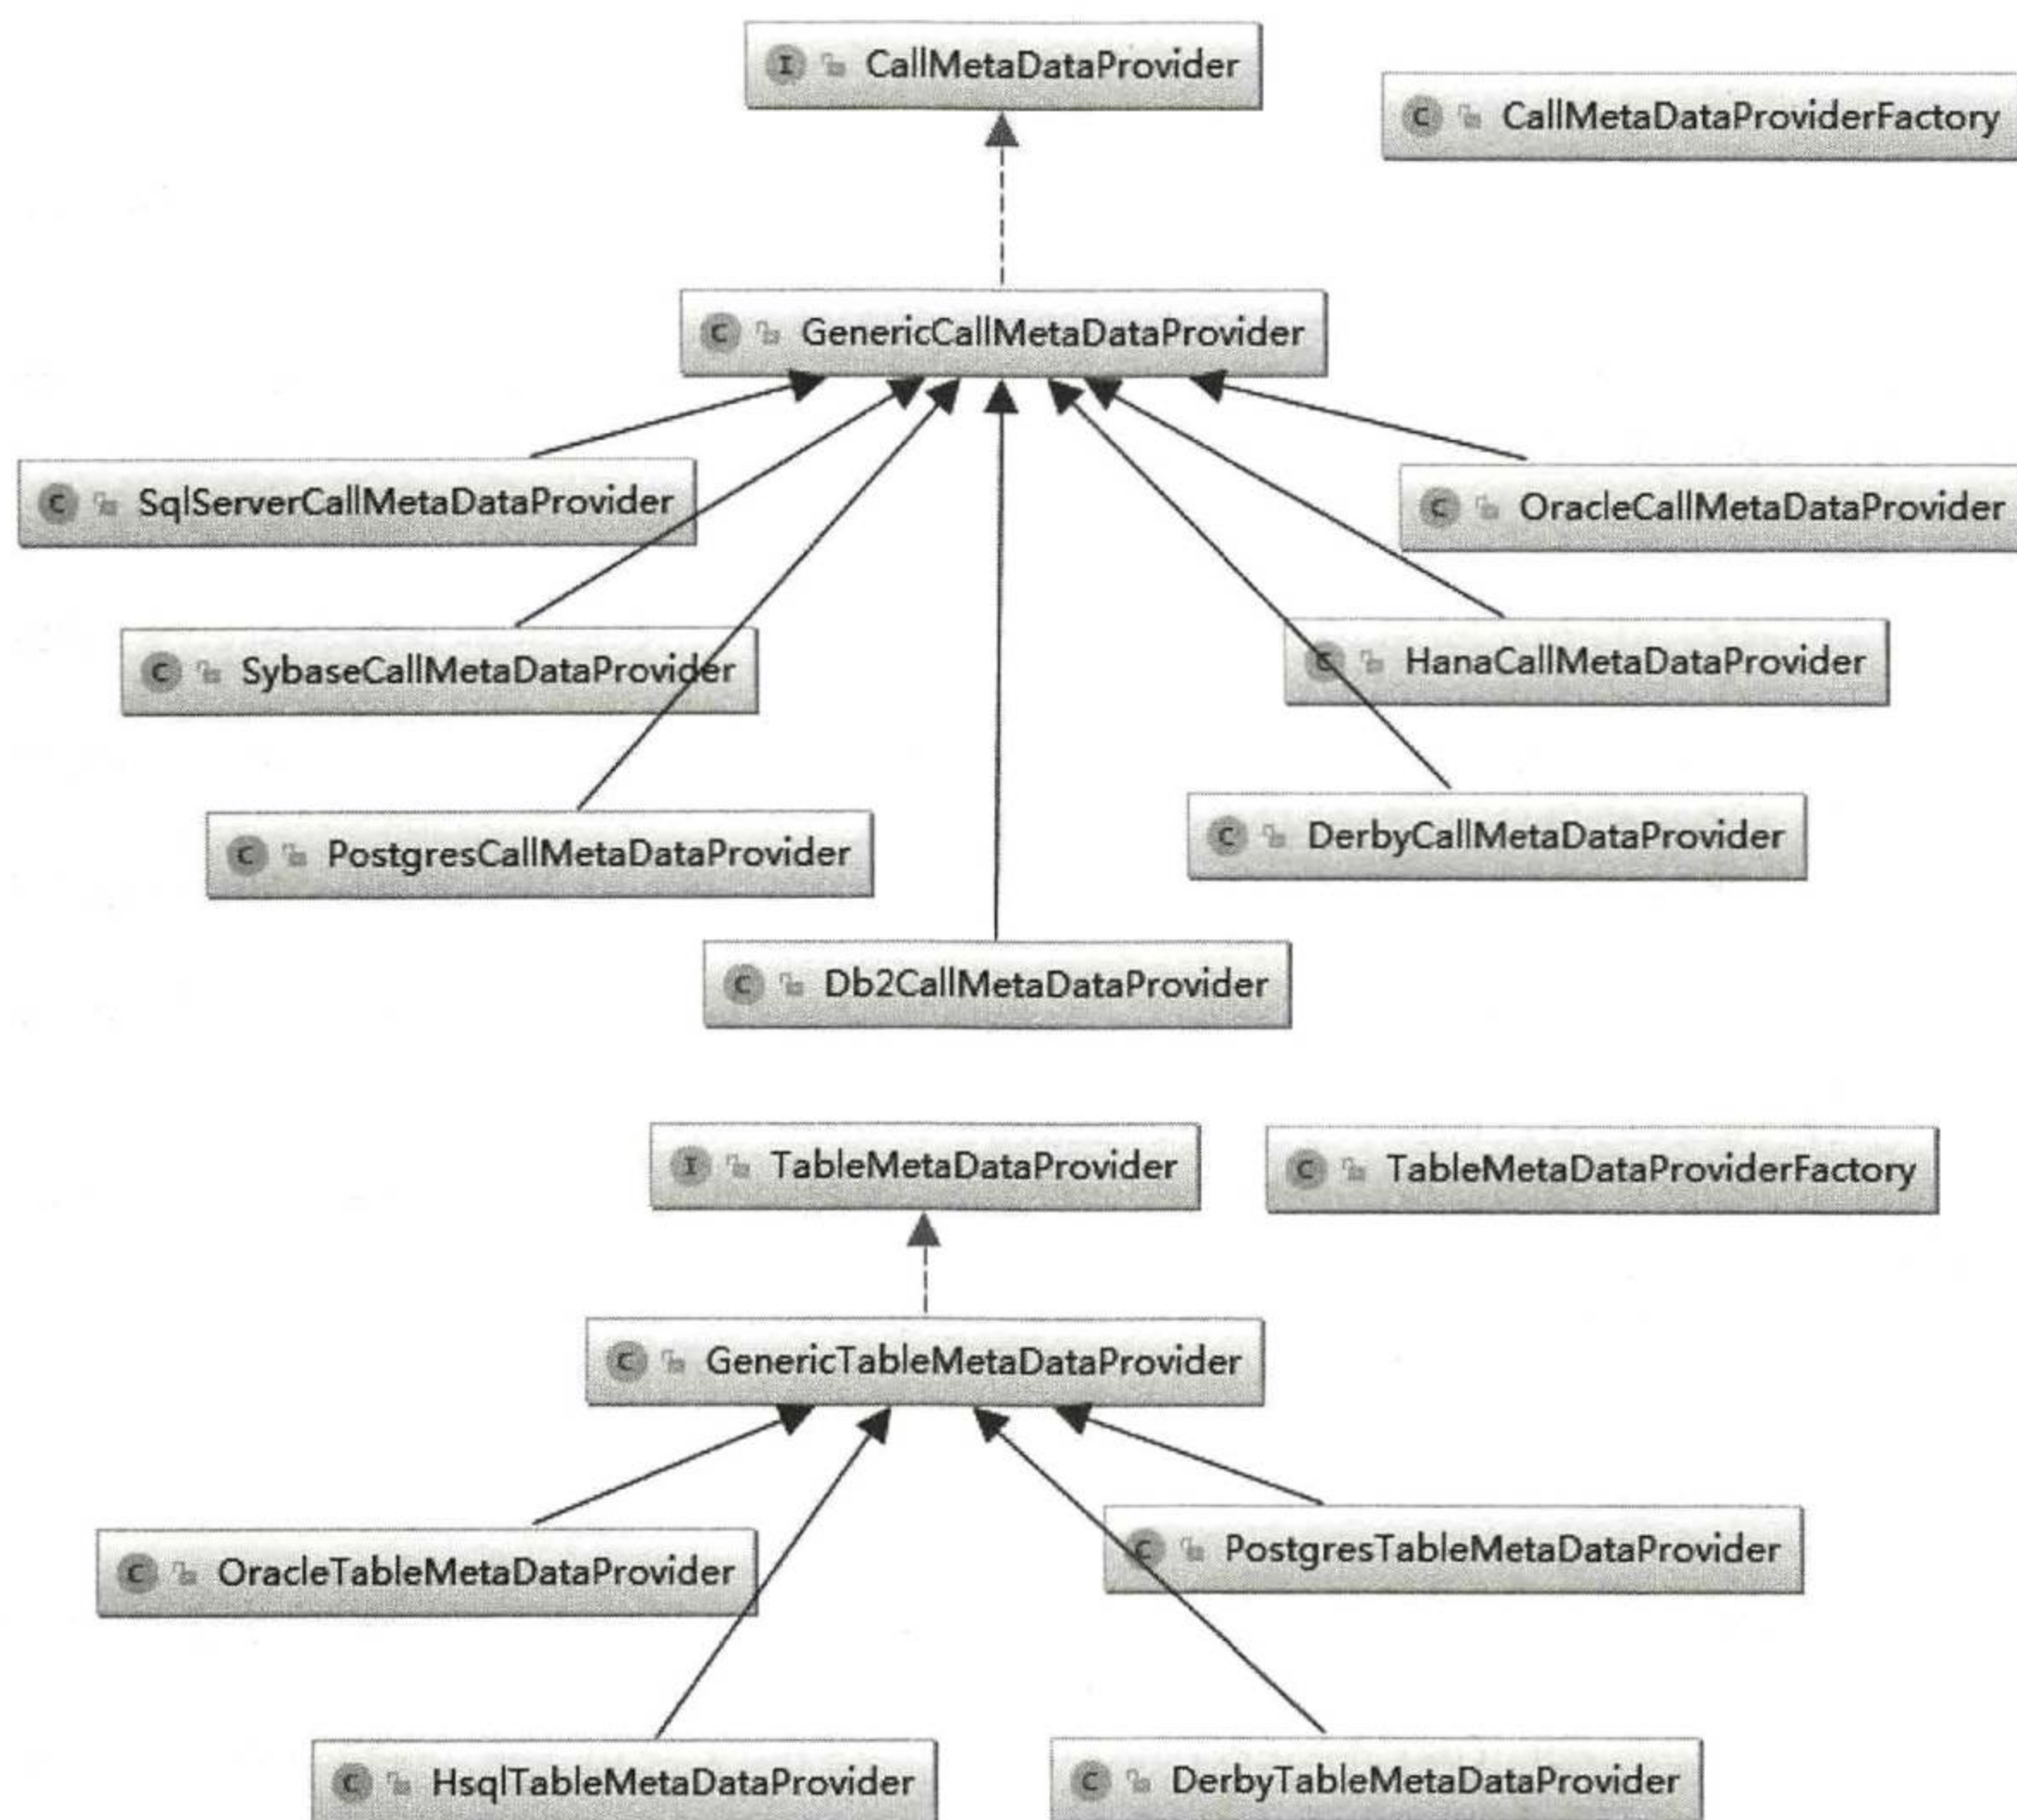 I CallMetaDataProvider
C CallMetaDataProviderFactory
C GenericCallMetaDataProvider
C SqlServerCallMetaDataProvider
C OracleCallMetaDataProvider
C SybaseCallMetaDataProvider
C HanaCallMetaDataProvider
C PostgresCallMetaDataProvider
C DerbyCallMetaDataProvider
C Db2CallMetaDataProvider
I TableMetaDataProvider
C TableMetaDataProviderFactory
C GenericTableMetaDataProvider
C OracleTableMetaDataProvider
C PostgresTableMetaDataProvider
C HsqlTableMetaDataProvider
C DerbyTableMetaDataProvider